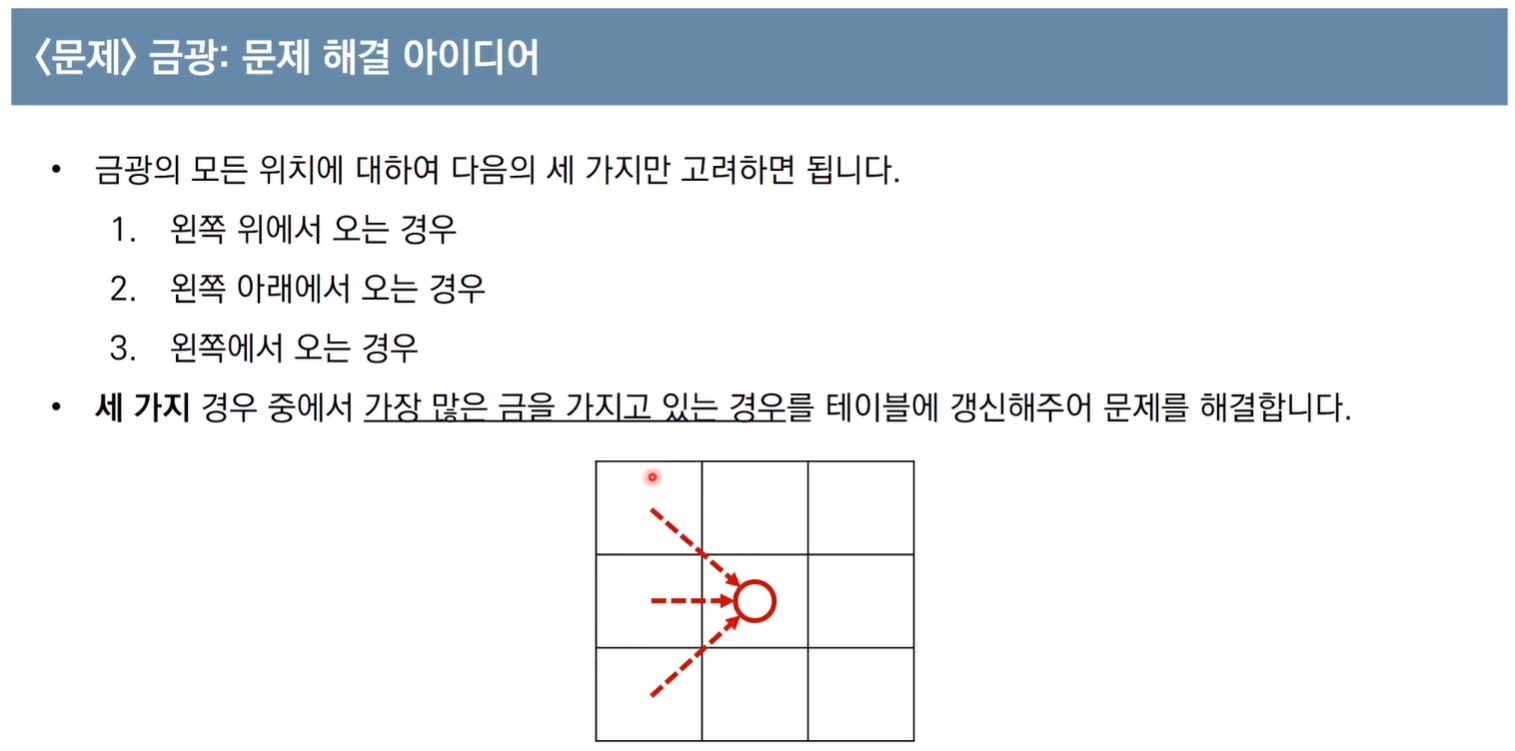 〈문제〉 금광: 문제 해결 아이디어
• 금광의 모든 위치에 대하여 다음의 세 가지만 고려하면 됩니다.
1. 왼쪽 위에서 오는 경우
2. 왼쪽 아래에서 오는 경우
3. 왼쪽에서 오는 경우
• 세 가지 경우 중에서 가장 많은 금을 가지고 있는 경우를 테이블에 갱신해주어 문제를 해결합니다.